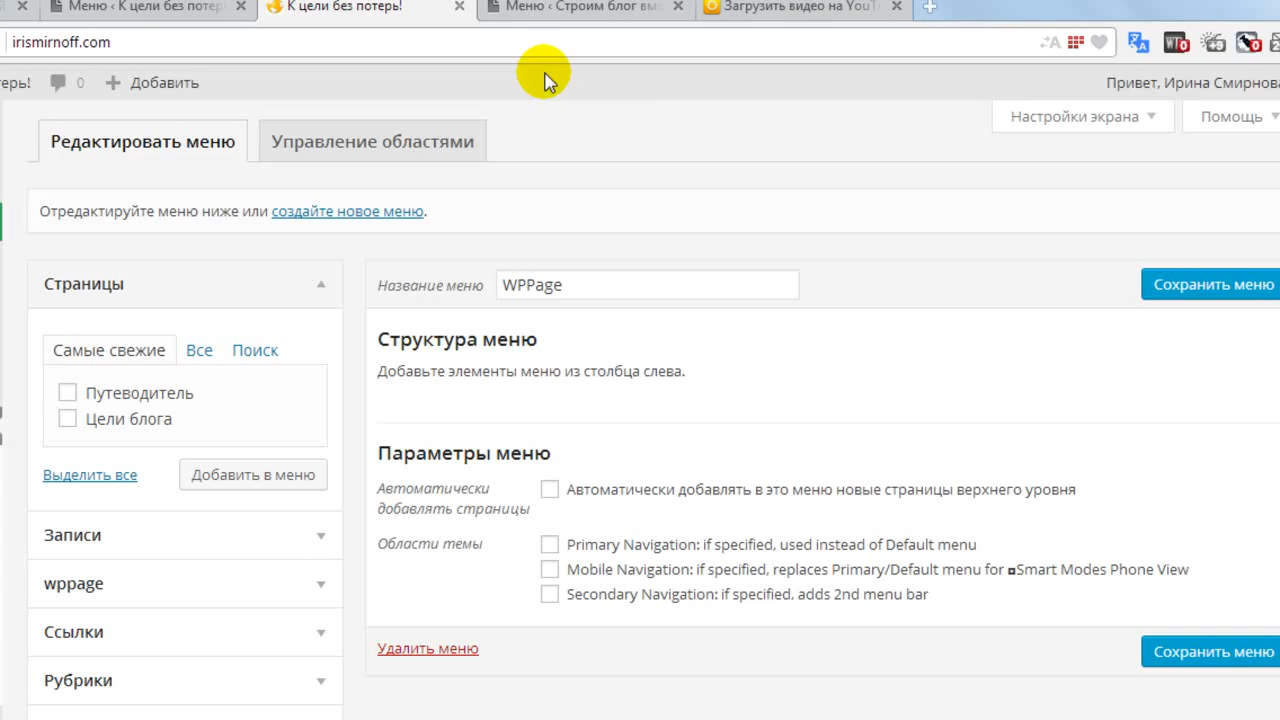 Меню ‹ К цели без потерь
К цели без потерь!
Меню ‹ Строим блог вм
Загрузить видео на YouT
irismirnoff.com
ерь!
0
Добавить
Привет, Ирина Смирнова
Настройки экрана
Помощь
Редактировать меню
Управление областями
Отредактируйте меню ниже или создайте новое меню.
Страницы
Название меню
WPPage
Сохранить меню
Структура меню
Самые свежие
Все
Поиск
Добавьте элементы меню из столбца слева.
Путеводитель
Цели блога
Параметры меню
Выделить все
Добавить в меню
Автоматически
добавлять страницы
Автоматически добавлять в это меню новые страницы верхнего уровня
Записи
Области темы
Primary Navigation: if specified, used instead of Default menu
Mobile Navigation: if specified, replaces Primary/Default menu for ¤Smart Modes Phone View
wppage
Secondary Navigation: if specified, adds 2nd menu bar
Ссылки
Удалить меню
Сохранить меню
Рубрики